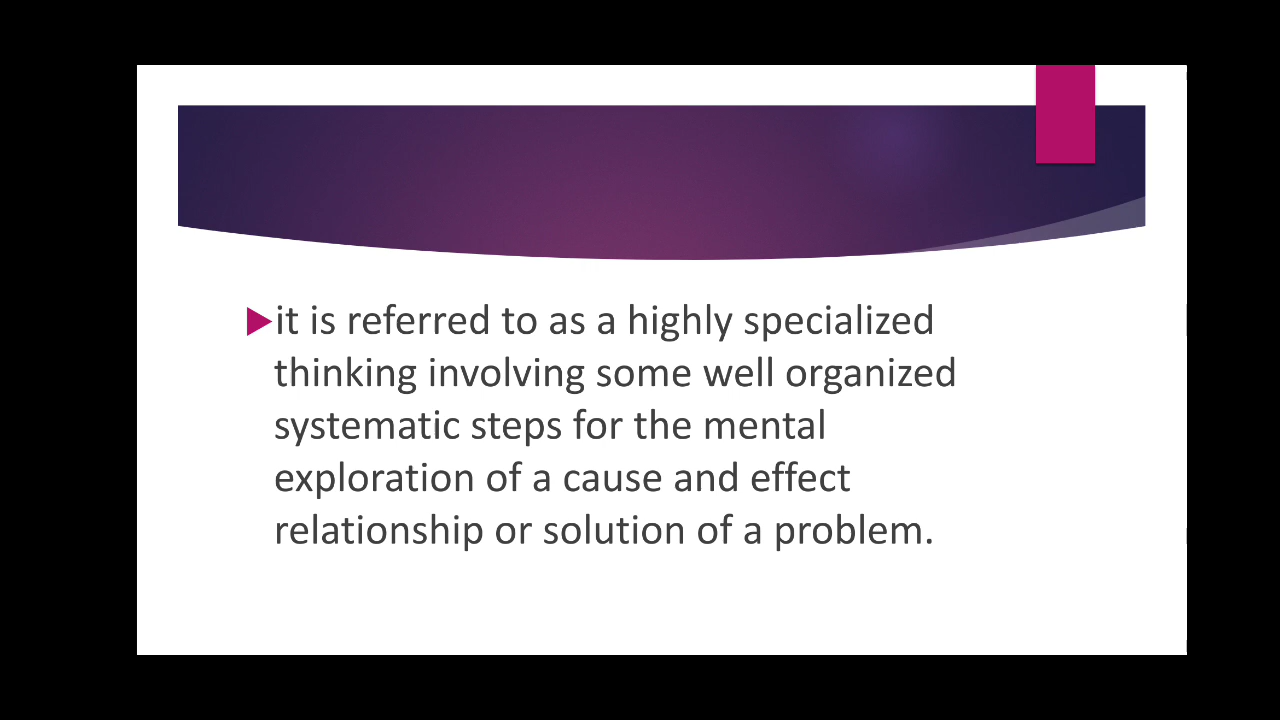 it is referred to as a highly specialized
thinking involving some well organized
systematic steps for the mental
exploration of a cause and effect
relationship or solution of a problem.